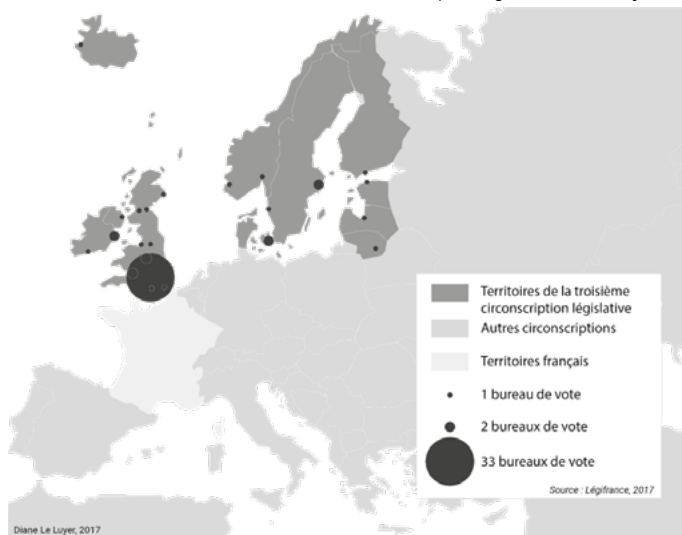 Territoires de la troisième
circonscription législative
Autres circonscriptions
Territoires français
1 bureau de vote
2 bureaux de vote
33 bureaux de vote
Source : Légifrance, 2017
Diane Le Luyer, 2017